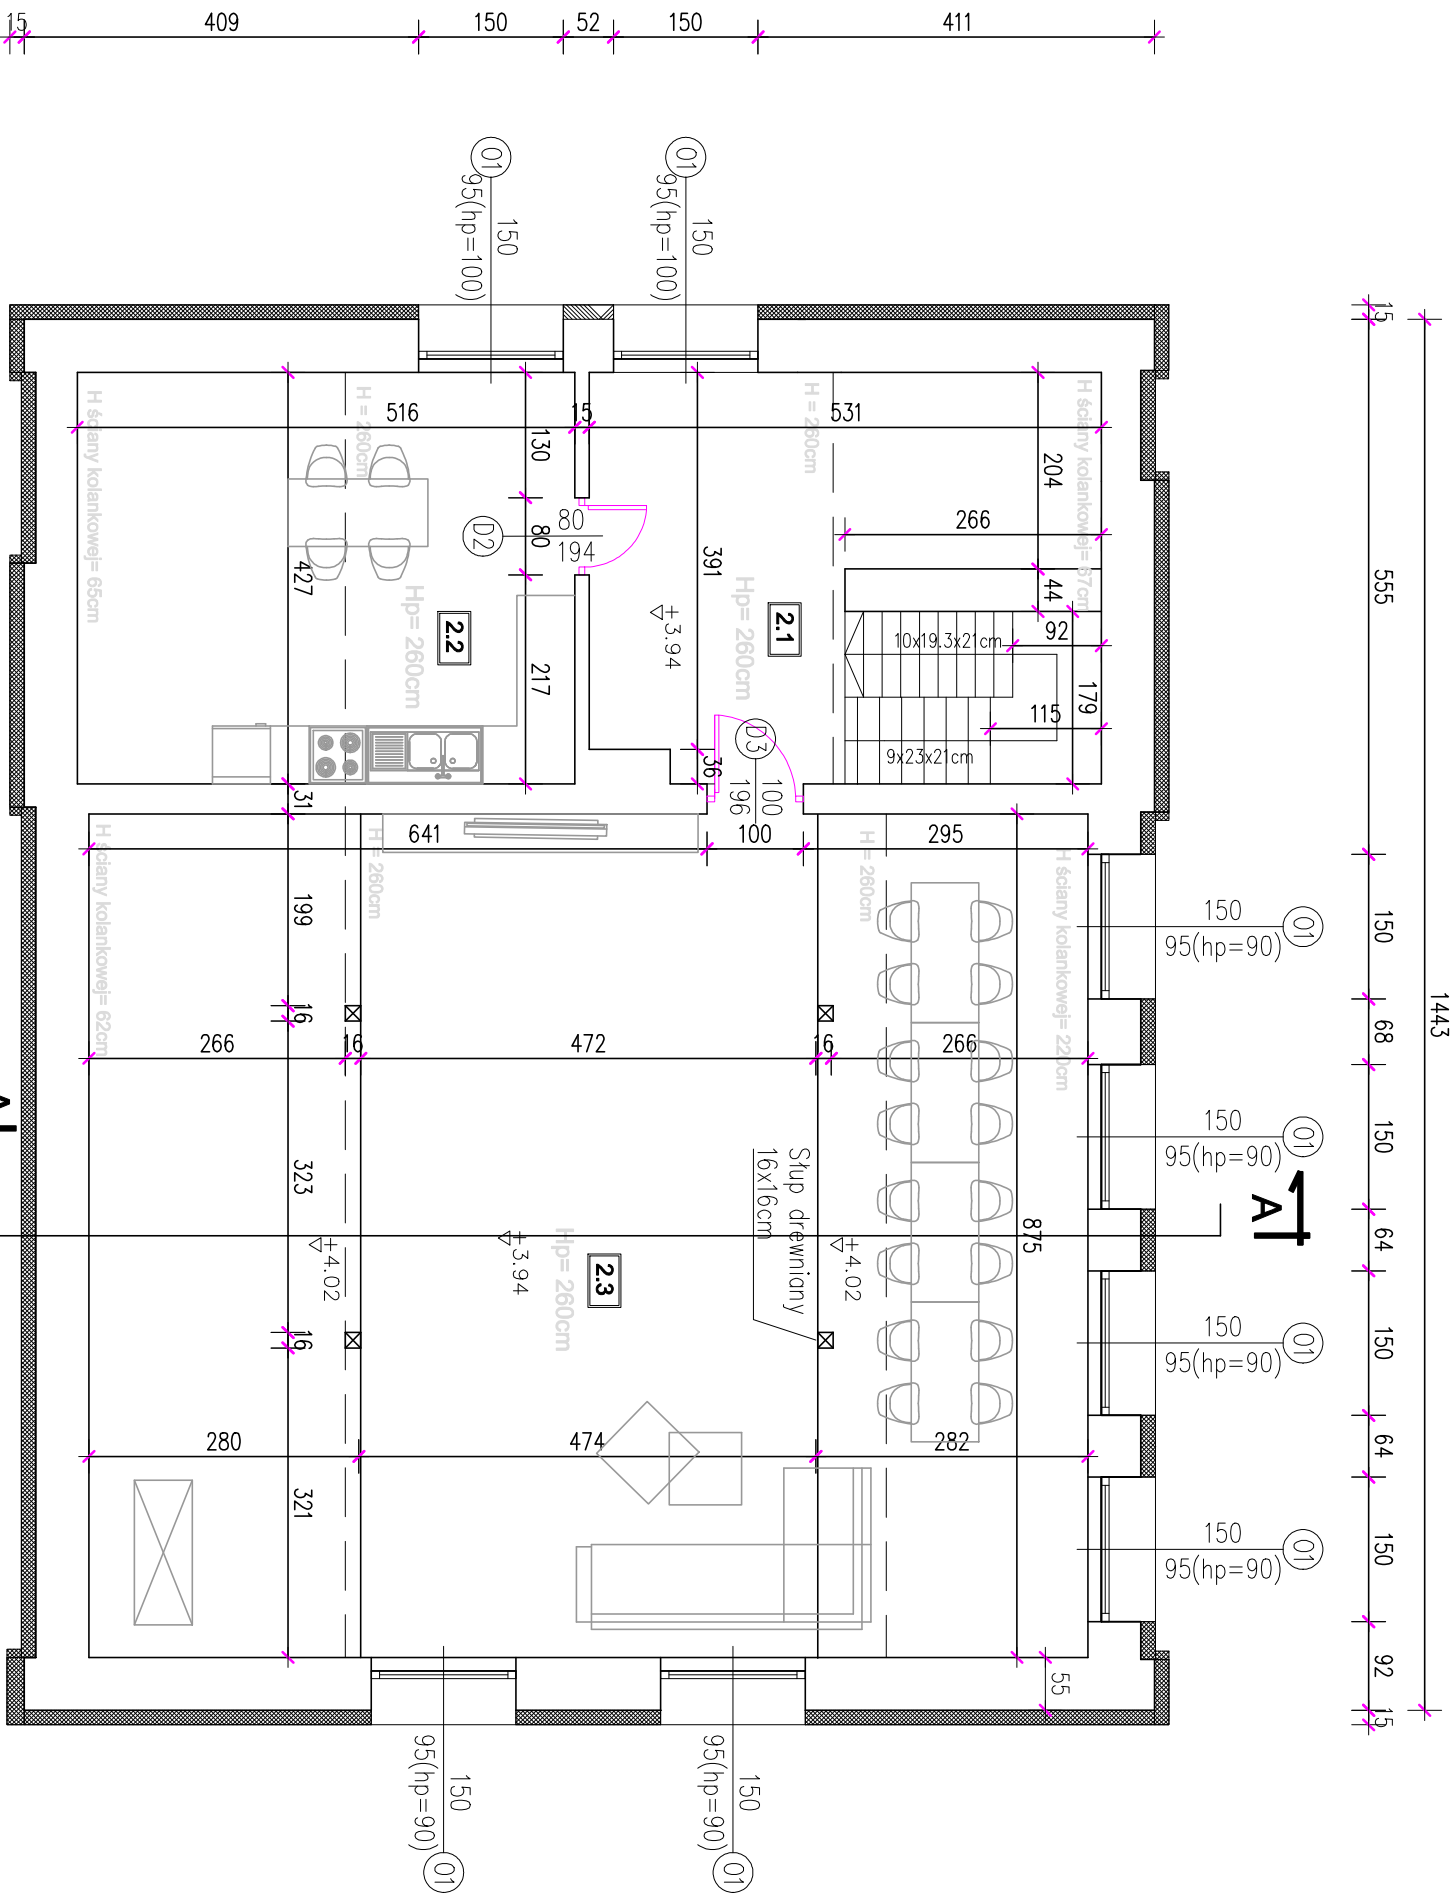 15
409
150
52
150
411
01
150
95(hp=100)
01
150
95(hp=100)
15
555
1443
H ściany kolankowej= 65cm
516
H = 260cm
15
130
H = 260cm
531
H ściany kolankowej= 67cm
204
266
D2
80
80
194
427
Hp= 260cm
391
Hp= 260cm
44
92
10x19.3x21cm
2.2
+3.94
2.1
217
179
115
9x23x21cm
D3
36
100
196
31
641
100
295
H ściany kolankowej= 62cm
H = 260cm
H = 260cm
H ściany kolankowej= 220cm
199
150
95(hp=90)
01
150
16
266
16
472
16
266
68
150
95(hp=90)
01
150
A
323
Słup drewniany
16x16cm
875
A
64
+4.02
+3.94
Hp= 260cm
2.3
+4.02
16
150
95(hp=90)
01
150
280
474
282
64
321
150
95(hp=90)
01
150
55
92
15
150
95(hp=90)
01
150
95(hp=90)
01